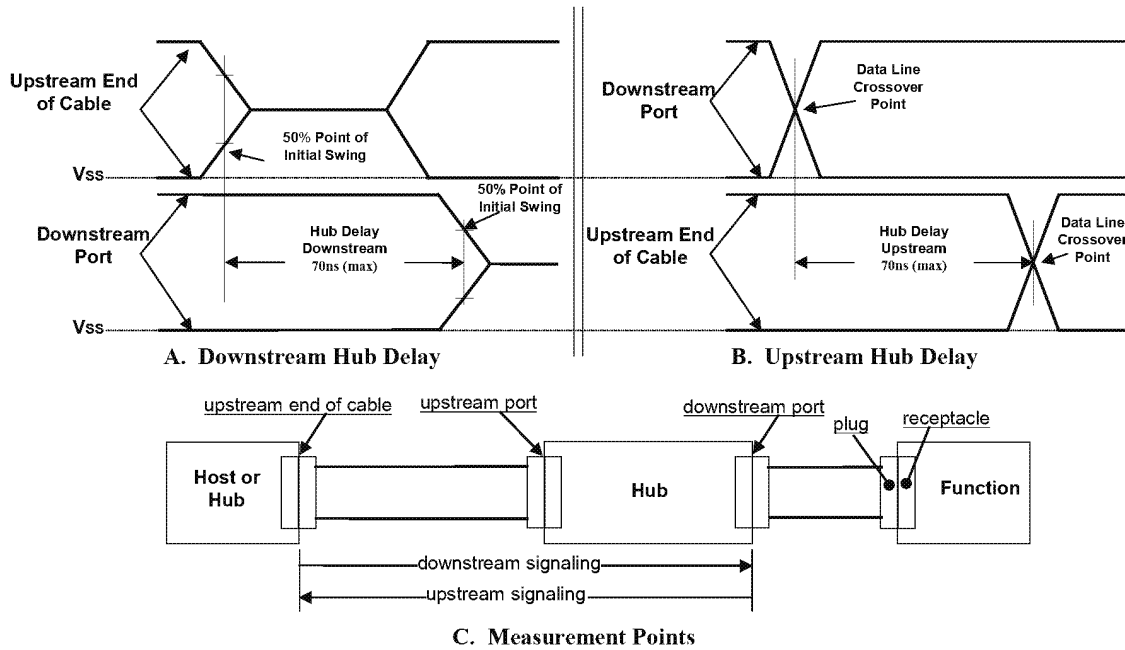 Upstream End
of Cable
50% Point of
Initial Swing
VSS
50% Point of
Initial Swing
Downstream
Port
Hub Delay
Downstream
70ns (max)
VSS
A. Downstream Hub Delay
Downstream
Port
Data Line
Crossover
Point
Upstream End
of Cable
Hub Delay
Upstream
70ns (max)
Data Line
Crossover
Point
B. Upstream Hub Delay
upstream end of cable
upstream port
downstream port
plug
receptacle
Host or
Hub
Hub
Function
downstream signaling
upstream signaling
C. Measurement Points